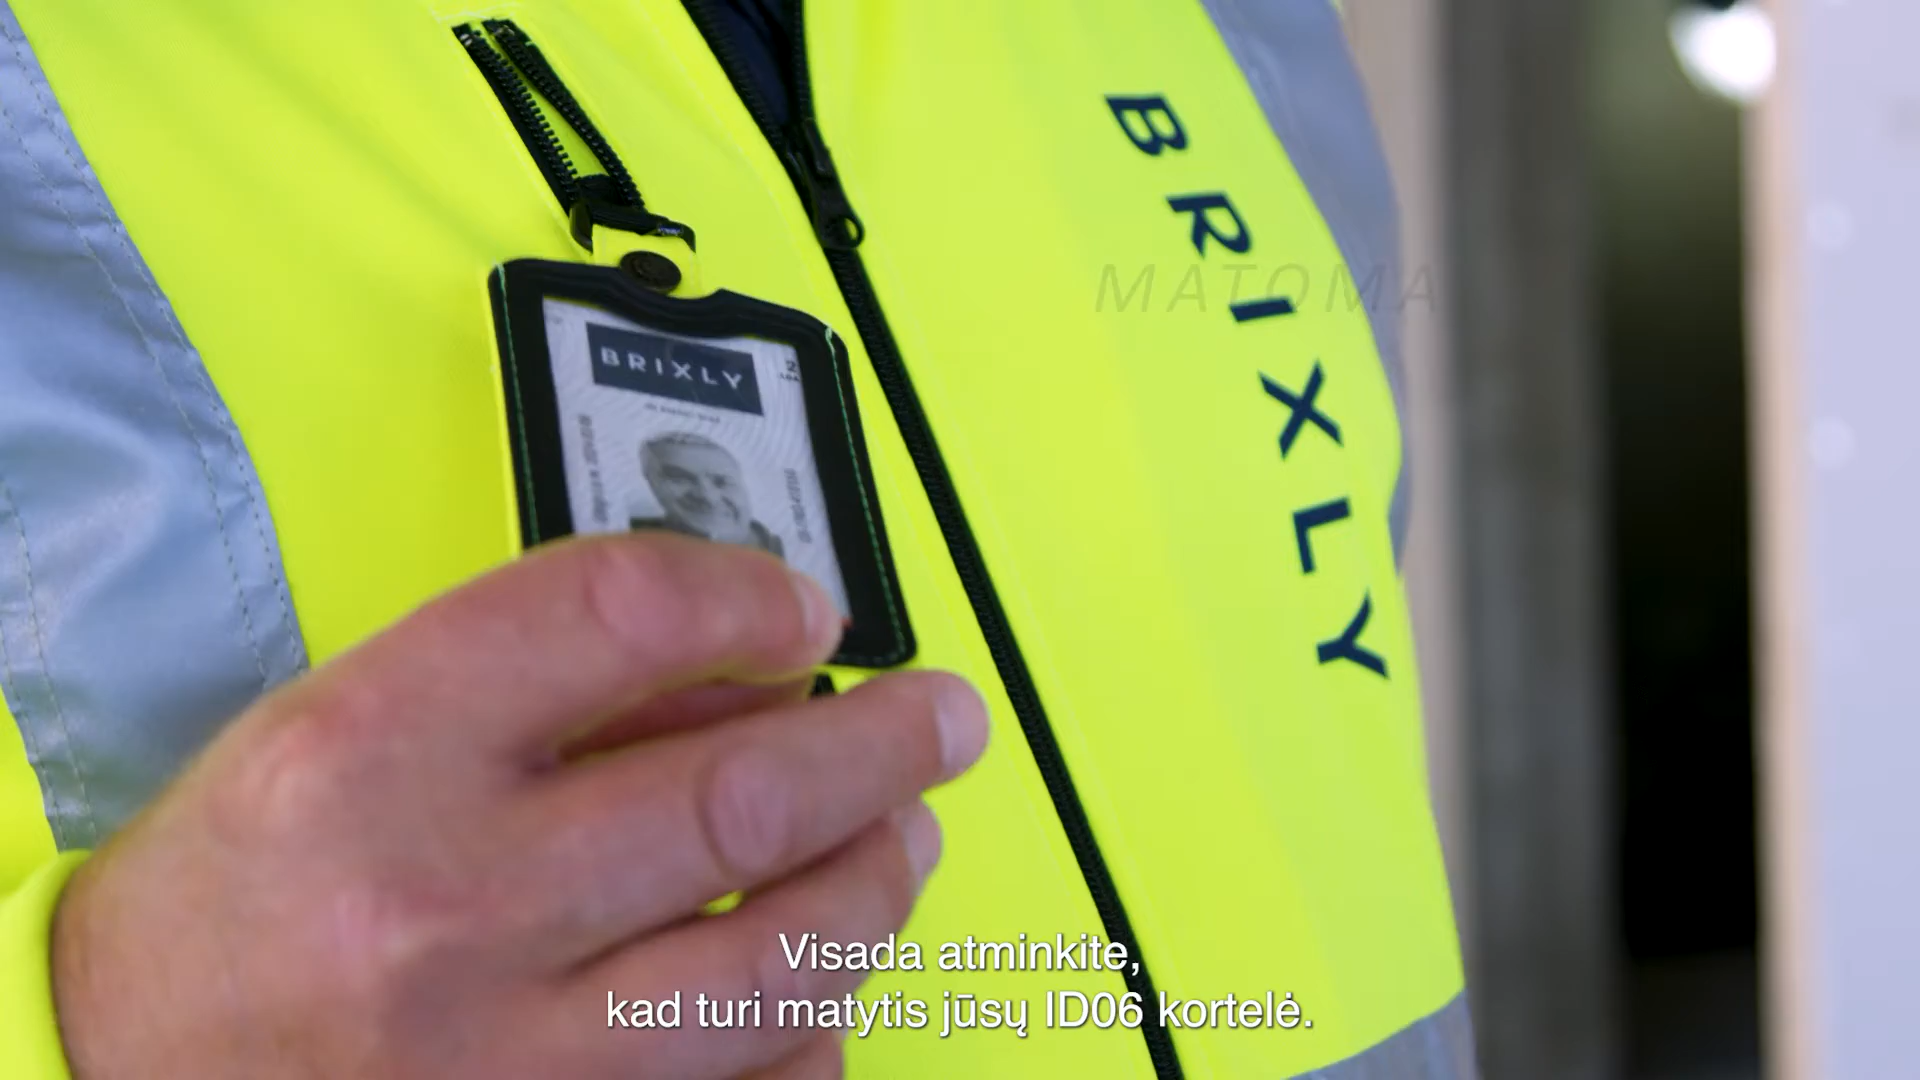 BRIXLY
MATOMA
BRIXLY
Visada atminkite,
kad turi matytis jūsų ID06 kortelė.